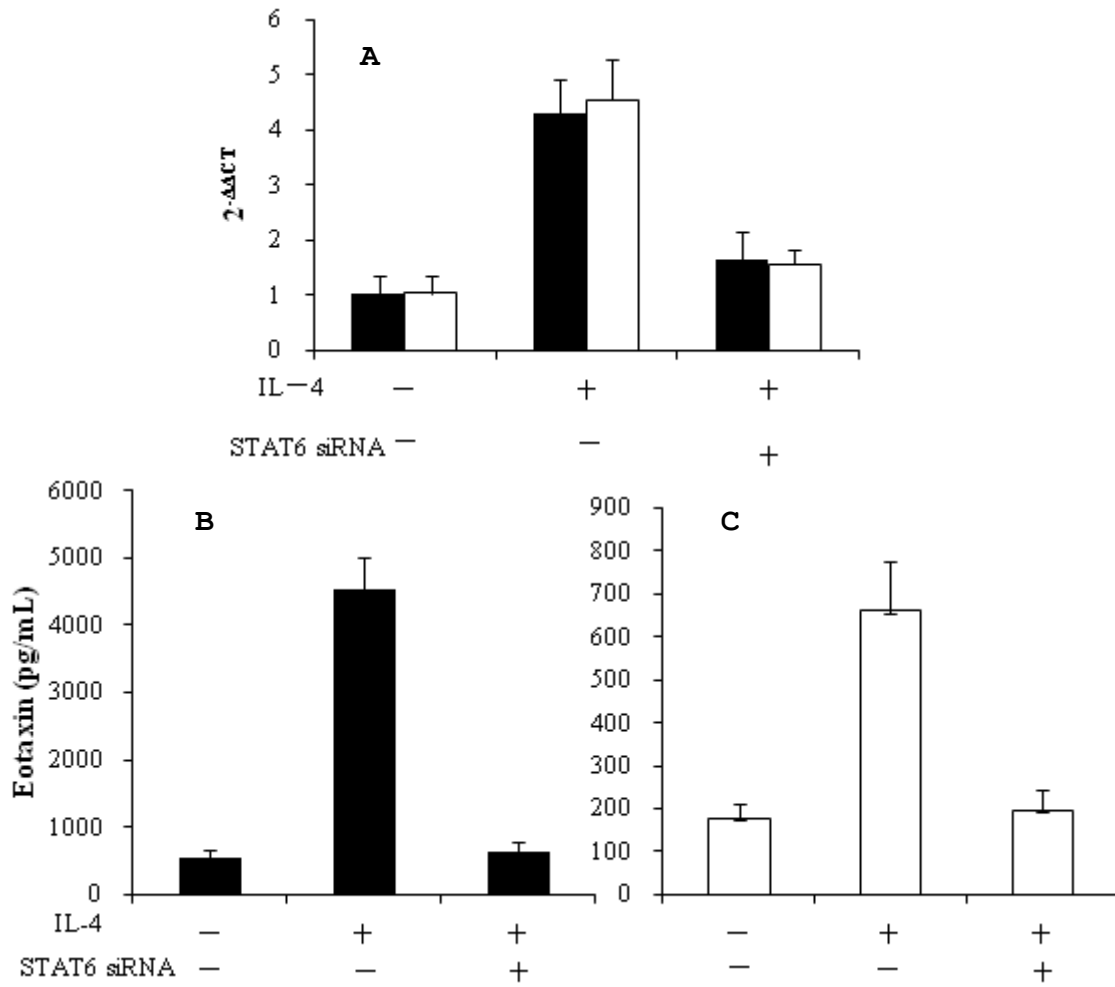 6
A
5
4
3
2
1
0
2-ΔΔCT
IL—4 — + +
STAT6 siRNA — — +
6000
B
5000
4000
3000
2000
1000
0
Eotaxin (pg/mL)
IL-4 — + +
STAT6 siRNA — — +
900
C
800
700
600
500
400
300
200
100
0
— + +
— — +